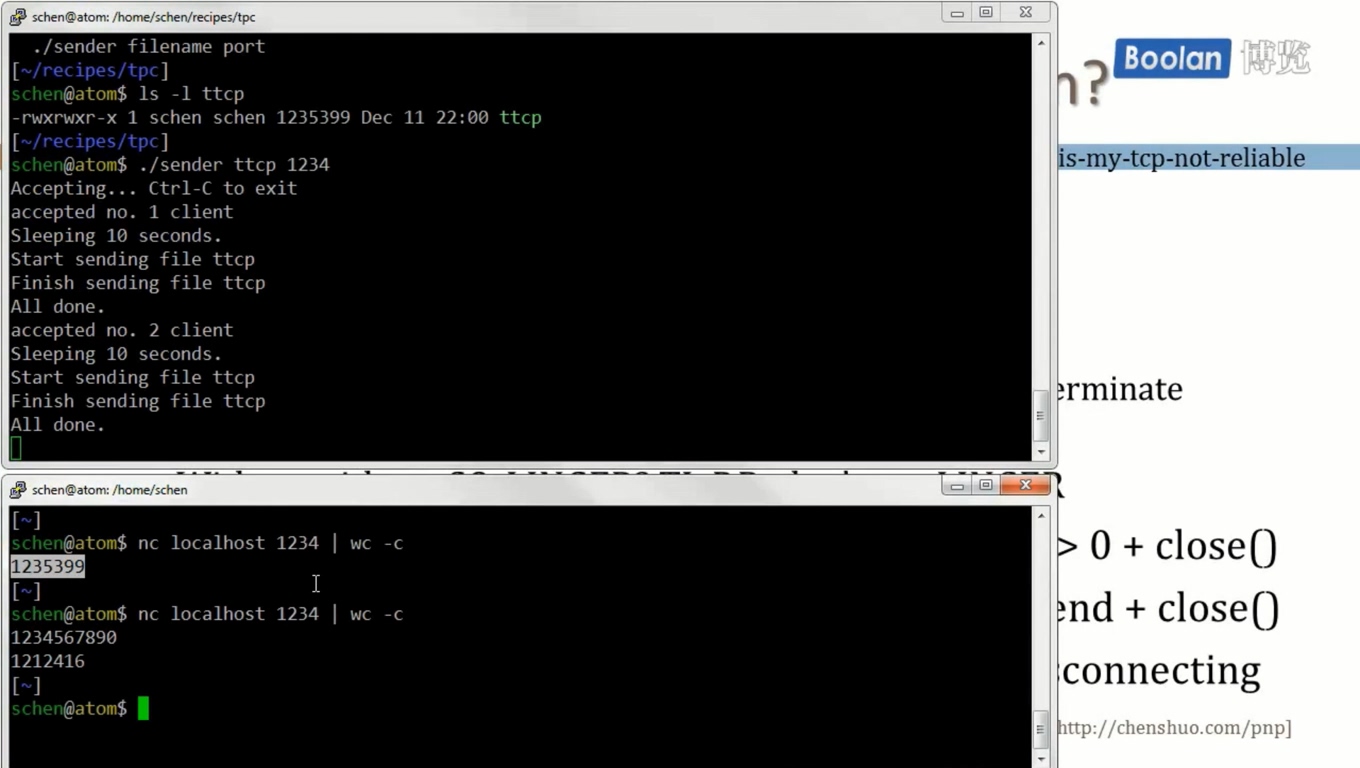 schen@atom: /home/schen/recipes/tpc
./sender filename port
[~/recipes/tpc]
schen@atom$ ls -l ttcp
-rwxrwxr-x 1 schen schen 1235399 Dec 11 22:00 ttcp
[~/recipes/tpc]
schen@atom$ ./sender ttcp 1234
Accepting... Ctrl-C to exit
accepted no. 1 client
Sleeping 10 seconds.
Start sending file ttcp
Finish sending file ttcp
All done.
accepted no. 2 client
Sleeping 10 seconds.
Start sending file ttcp
Finish sending file ttcp
All done.
n?
Boolan 博览
is-my-tcp-not-reliable
erminate
schen@atom: /home/schen
[~]
schen@atom$ nc localhost 1234 | wc -c
1235399
[~]
schen@atom$ nc localhost 1234 | wc -c
1234567890
1212416
[~]
schen@atom$
> 0 + close()
end + close()
sconnecting
http://chenshuo.com/pnp]